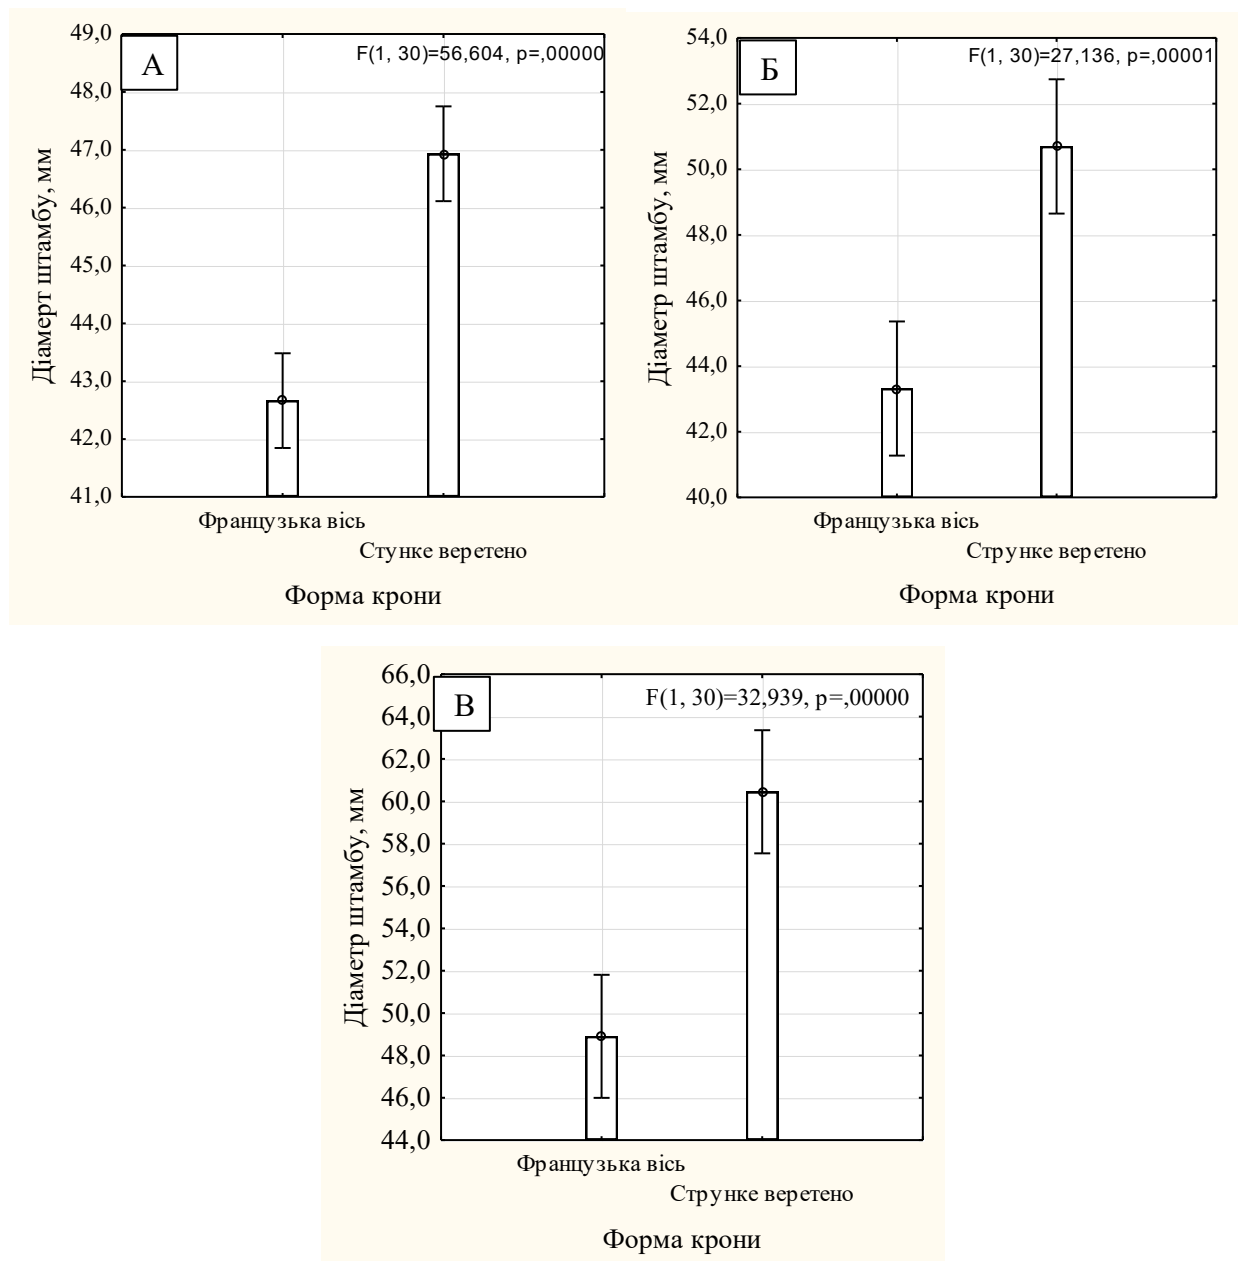 А
F(1, 30)=56,604, p=,00000
49,0
48,0
47,0
46,0
45,0
44,0
43,0
42,0
41,0
Діамерт штамбу, мм
Французька вісь
Стунке веретено
Форма крони
Б
F(1, 30)=27,136, p=,00001
54,0
52,0
50,0
48,0
46,0
44,0
42,0
40,0
Діаметр штамбу, мм
Французька вісь
Струнке веретено
Форма крони
В
F(1, 30)=32,939, p=,00000
66,0
64,0
62,0
60,0
58,0
56,0
54,0
52,0
50,0
48,0
46,0
44,0
Діаметр штамбу, мм
Французька вісь
Струнке веретено
Форма крони